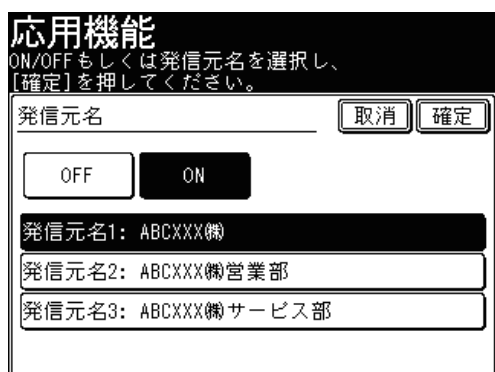 応用機能
ON/OFFもしくは発信元名を選択し、
[確定]を押してください。
発信元名 取消 確定
OFF ON
発信元名1: ABCXXX㈱
発信元名2: ABCXXX㈱営業部
発信元名3: ABCXXX㈱サービス部